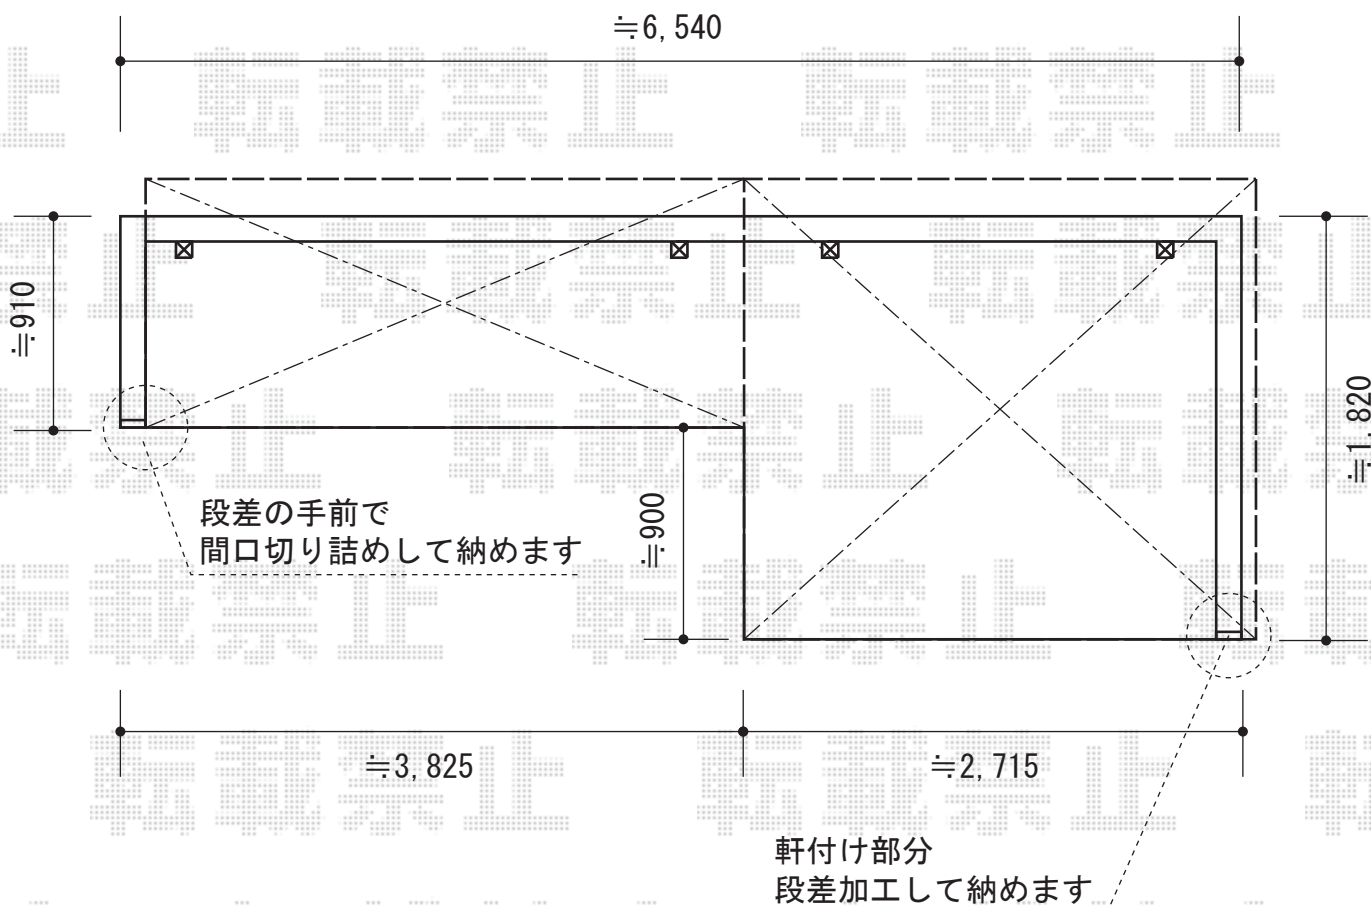 ≒6,540
≒910
≒1,820
段差の手前で
間口切り詰めして納めます
≒900
≒3,825
≒2,715
軒付け部分
段差加工して納めます
転載禁止